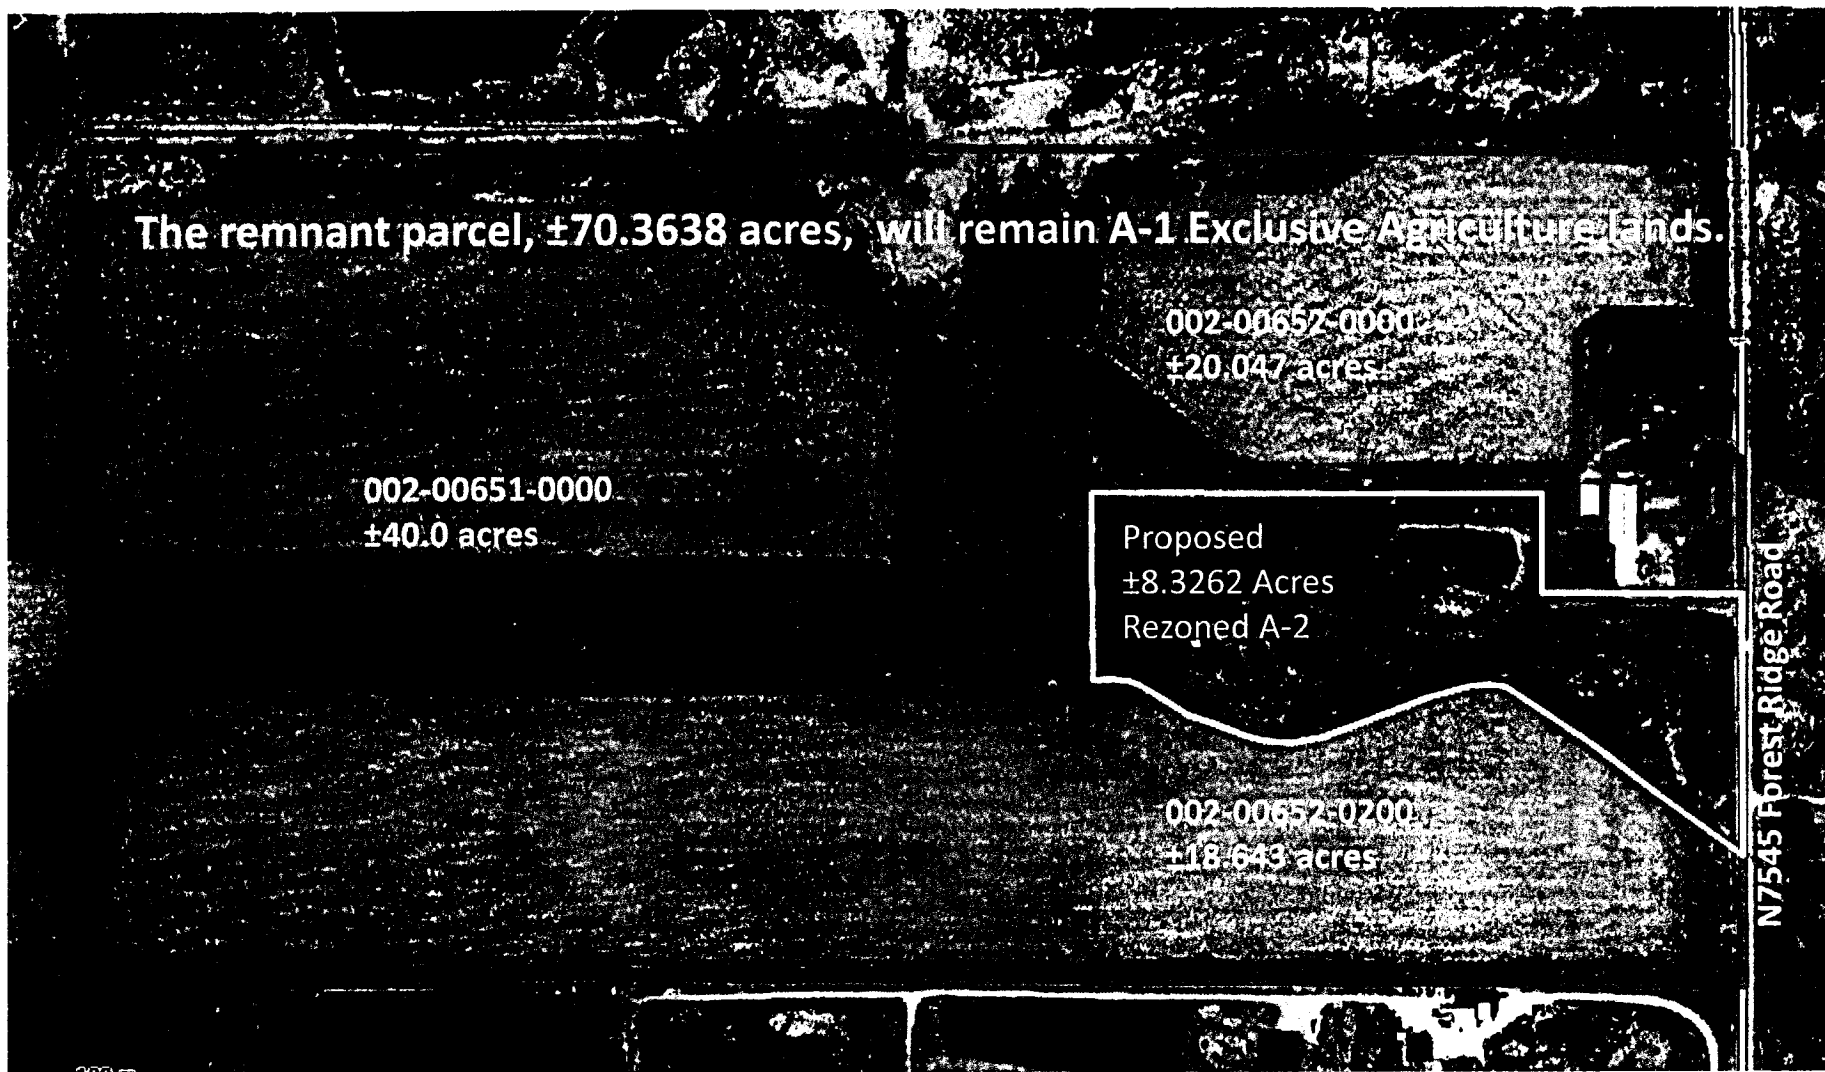 The remnant parcel, ±70.3638 acres, will remain A-1 Exclusive Agriculture lands.
002-00652-0000
±20.047 acres
002-00651-0000
±40.0 acres
Proposed
±8.3262 Acres
Rezoned A-2
N7545 Forest Ridge Road
002-00652-0200
±18.643 acres